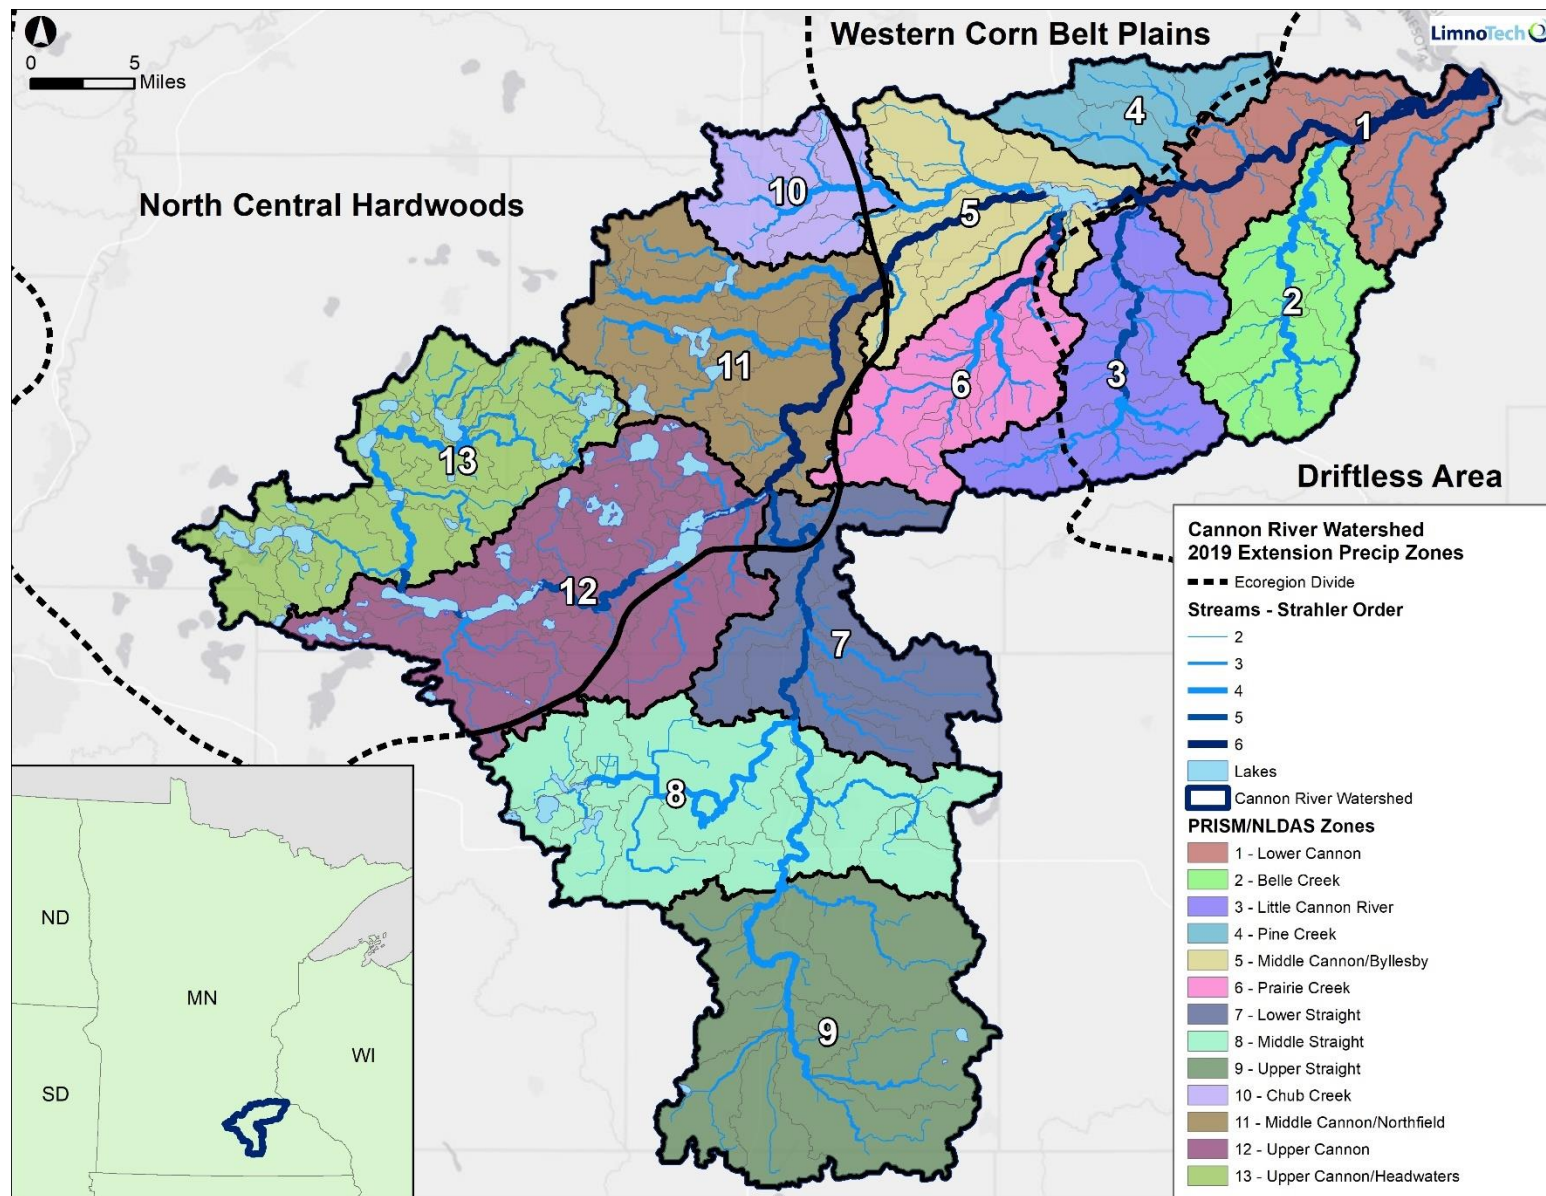 Western Corn Belt Plains
LimnoTech
0 5
Miles
4
1
10
North Central Hardwoods
5
2
11
6
3
13
Driftless Area
12
7
8
9
Cannon River Watershed
2019 Extension Precip Zones
Ecoregion Divide
Streams - Strahler Order
2
3
4
5
6
Lakes
Cannon River Watershed
PRISM/NLDAS Zones
1 - Lower Cannon
2 - Belle Creek
3 - Little Cannon River
4 - Pine Creek
5 - Middle Cannon/Byllesby
6 - Prairie Creek
7 - Lower Straight
8 - Middle Straight
9 - Upper Straight
10 - Chub Creek
11 - Middle Cannon/Northfield
12 - Upper Cannon
13 - Upper Cannon/Headwaters
ND
MN
WI
SD